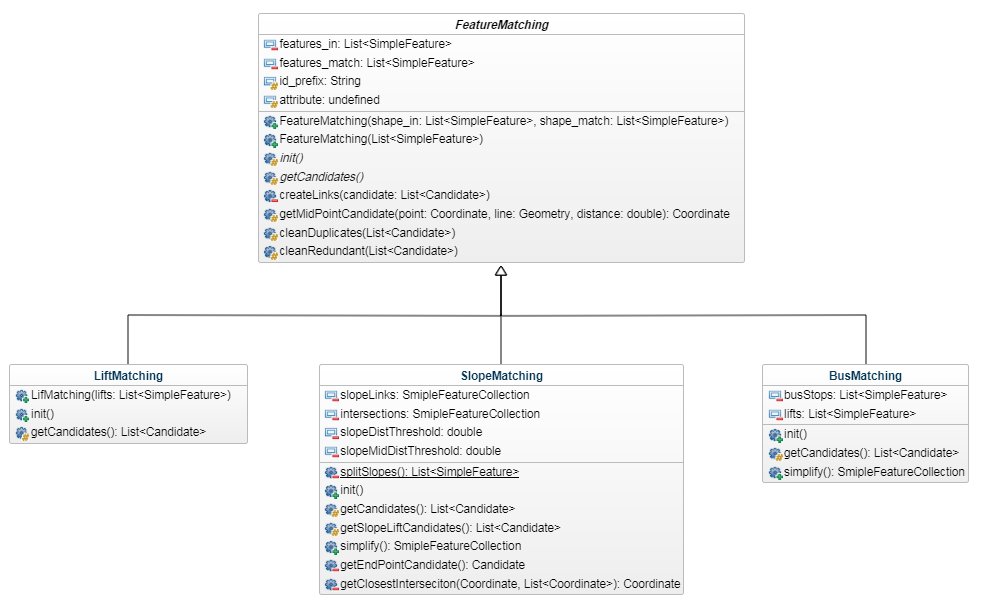 FeatureMatching
features_in: List<SimpleFeature>
features_match: List<SimpleFeature>
id_prefix: String
attribute: undefined
FeatureMatching(shape_in: List<SimpleFeature>, shape_match: List<SimpleFeature>)
FeatureMatching(List<SimpleFeature>)
init()
getCandidates()
createLinks(candidate: List<Candidate>)
getMidPointCandidate(point: Coordinate, line: Geometry, distance: double): Coordinate
cleanDuplicates(List<Candidate>)
cleanRedundant(List<Candidate>)
LiftMatching
LifMatching(lifts: List<SimpleFeature>)
init()
getCandidates(): List<Candidate>
SlopeMatching
slopeLinks: SmipleFeatureCollection
intersections: SmipleFeatureCollection
slopeDistThreshold: double
slopeMidDistThreshold: double
splitSlopes(): List<SimpleFeature>
init()
getCandidates(): List<Candidate>
getSlopeLiftCandidates(): List<Candidate>
simplify(): SmipleFeatureCollection
getEndPointCandidate(): Candidate
getClosestInterseciton(Coordinate, List<Coordinate>): Coordinate
BusMatching
busStops: List<SimpleFeature>
lifts: List<SimpleFeature>
init()
getCandidates(): List<Candidate>
simplify(): SmipleFeatureCollection